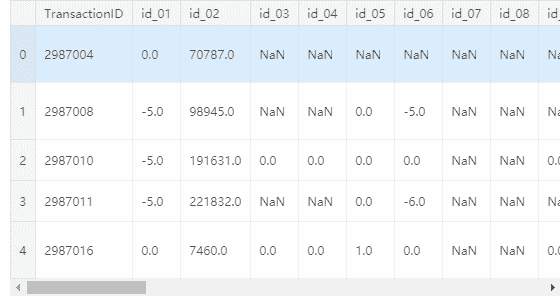 TransactionID id_01 id_02 id_03 id_04 id_05 id_06 id_07 id_08 id_
0 2987004 0.0 70787.0 NaN NaN NaN NaN NaN NaN Na
1 2987008 -5.0 98945.0 NaN NaN 0.0 -5.0 NaN NaN Na
2 2987010 -5.0 191631.0 0.0 0.0 0.0 0.0 NaN NaN 0.0
3 2987011 -5.0 221832.0 NaN NaN 0.0 -6.0 NaN NaN Na
4 2987016 0.0 7460.0 0.0 0.0 1.0 0.0 NaN NaN 0.0